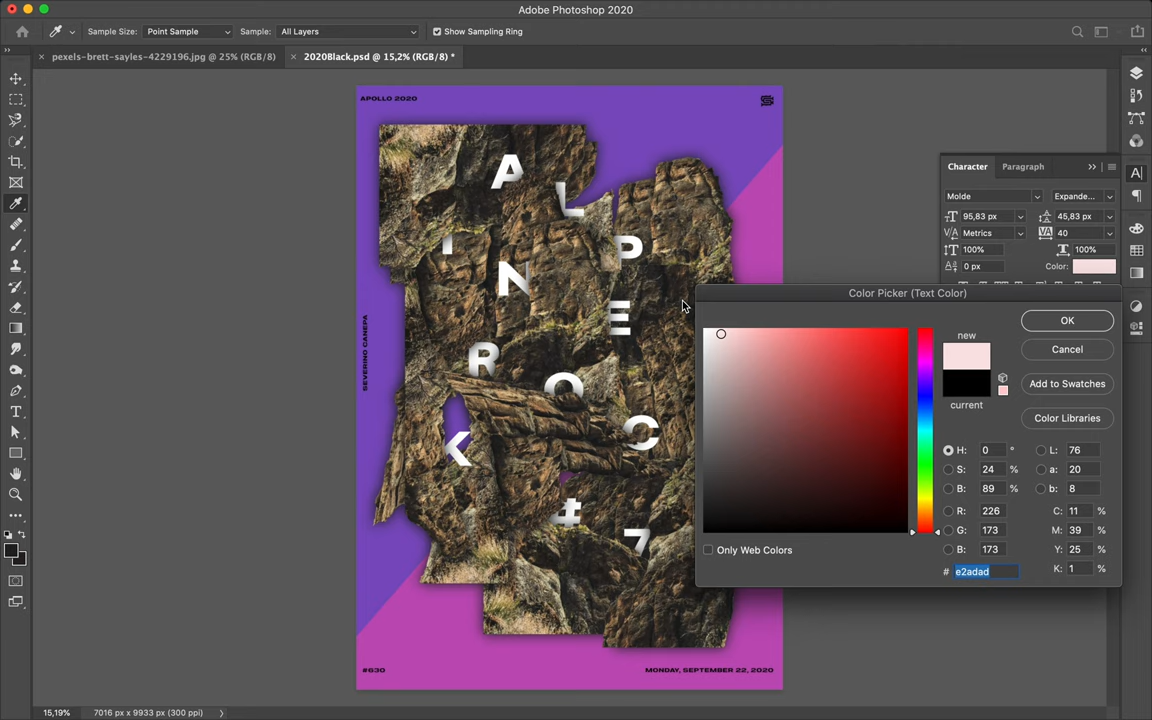 Adobe Photoshop 2020
Sample Size: Point Sample Sample: All Layers Show Sampling Ring
pexels-brett-sayles-4229196.jpg @ 25% (RGB/8) 2020Black.psd @ 15,2% (RGB/8) *
APOLLO 2020
A
L
I
P
N
E
R
O
C
K
#
7
SEVERINO CANEPA
#630
MONDAY, SEPTEMBER 22, 2020
Character Paragraph
Molde Expande...
95,83 px 45,83 px
Metrics 40
100% 100%
0 px Color:
Color Picker (Text Color)
new
current
OK
Cancel
Add to Swatches
Color Libraries
H: 0 ° L: 76
S: 24 % a: 20
B: 89 % b: 8
R: 226 C: 11 %
G: 173 M: 39 %
B: 173 Y: 25 %
# e2adad K: 1 %
Only Web Colors
15,19% 7016 px x 9933 px (300 ppi)